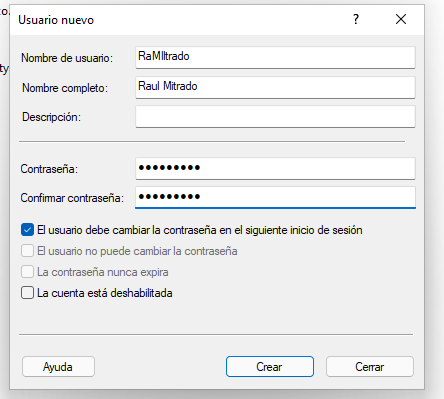 Usuario nuevo
Nombre de usuario: RaMItrado
Nombre completo: Raul Mitrado
Descripción:
Contraseña: •••••••••
Confirmar contraseña: •••••••••
El usuario debe cambiar la contraseña en el siguiente inicio de sesión
El usuario no puede cambiar la contraseña
La contraseña nunca expira
La cuenta está deshabilitada
Ayuda Crear Cerrar